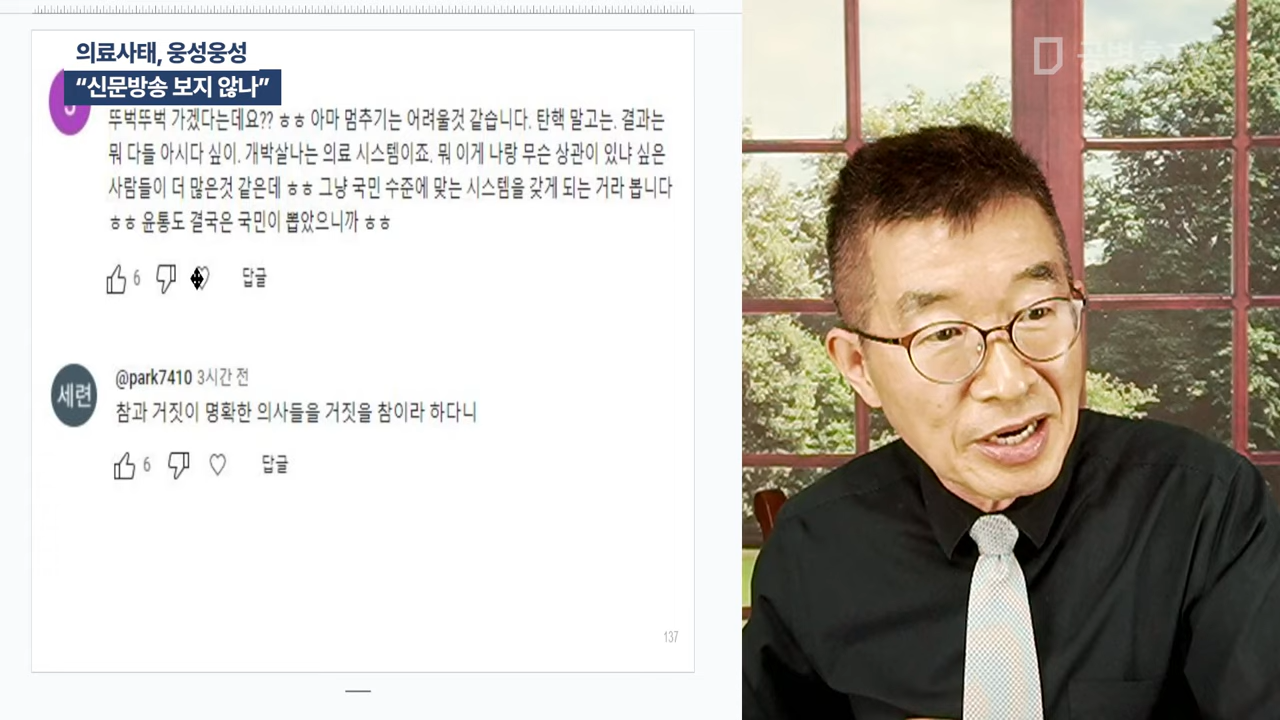 의료사태, 웅성웅성
“신문방송 보지 않나”
뚜벅뚜벅 가겠다는데요?? ㅎㅎ 아마 멈추기는 어려울것 같습니다. 탄핵 말고는. 결과는
뭐 다들 아시다 싶이. 개박살나는 의료 시스템이죠. 뭐 이게 나랑 무슨 상관이 있냐 싶은
사람들이 더 많은것 같은데 ㅎㅎ 그냥 국민 수준에 맞는 시스템을 갖게 되는 거라 봅니다
ㅎㅎ 윤통도 결국은 국민이 뽑았으니까 ㅎㅎ
6 답글
세련
@park7410 3시간 전
참과 거짓이 명확한 의사들을 거짓을 참이라 하다니
6 답글
137